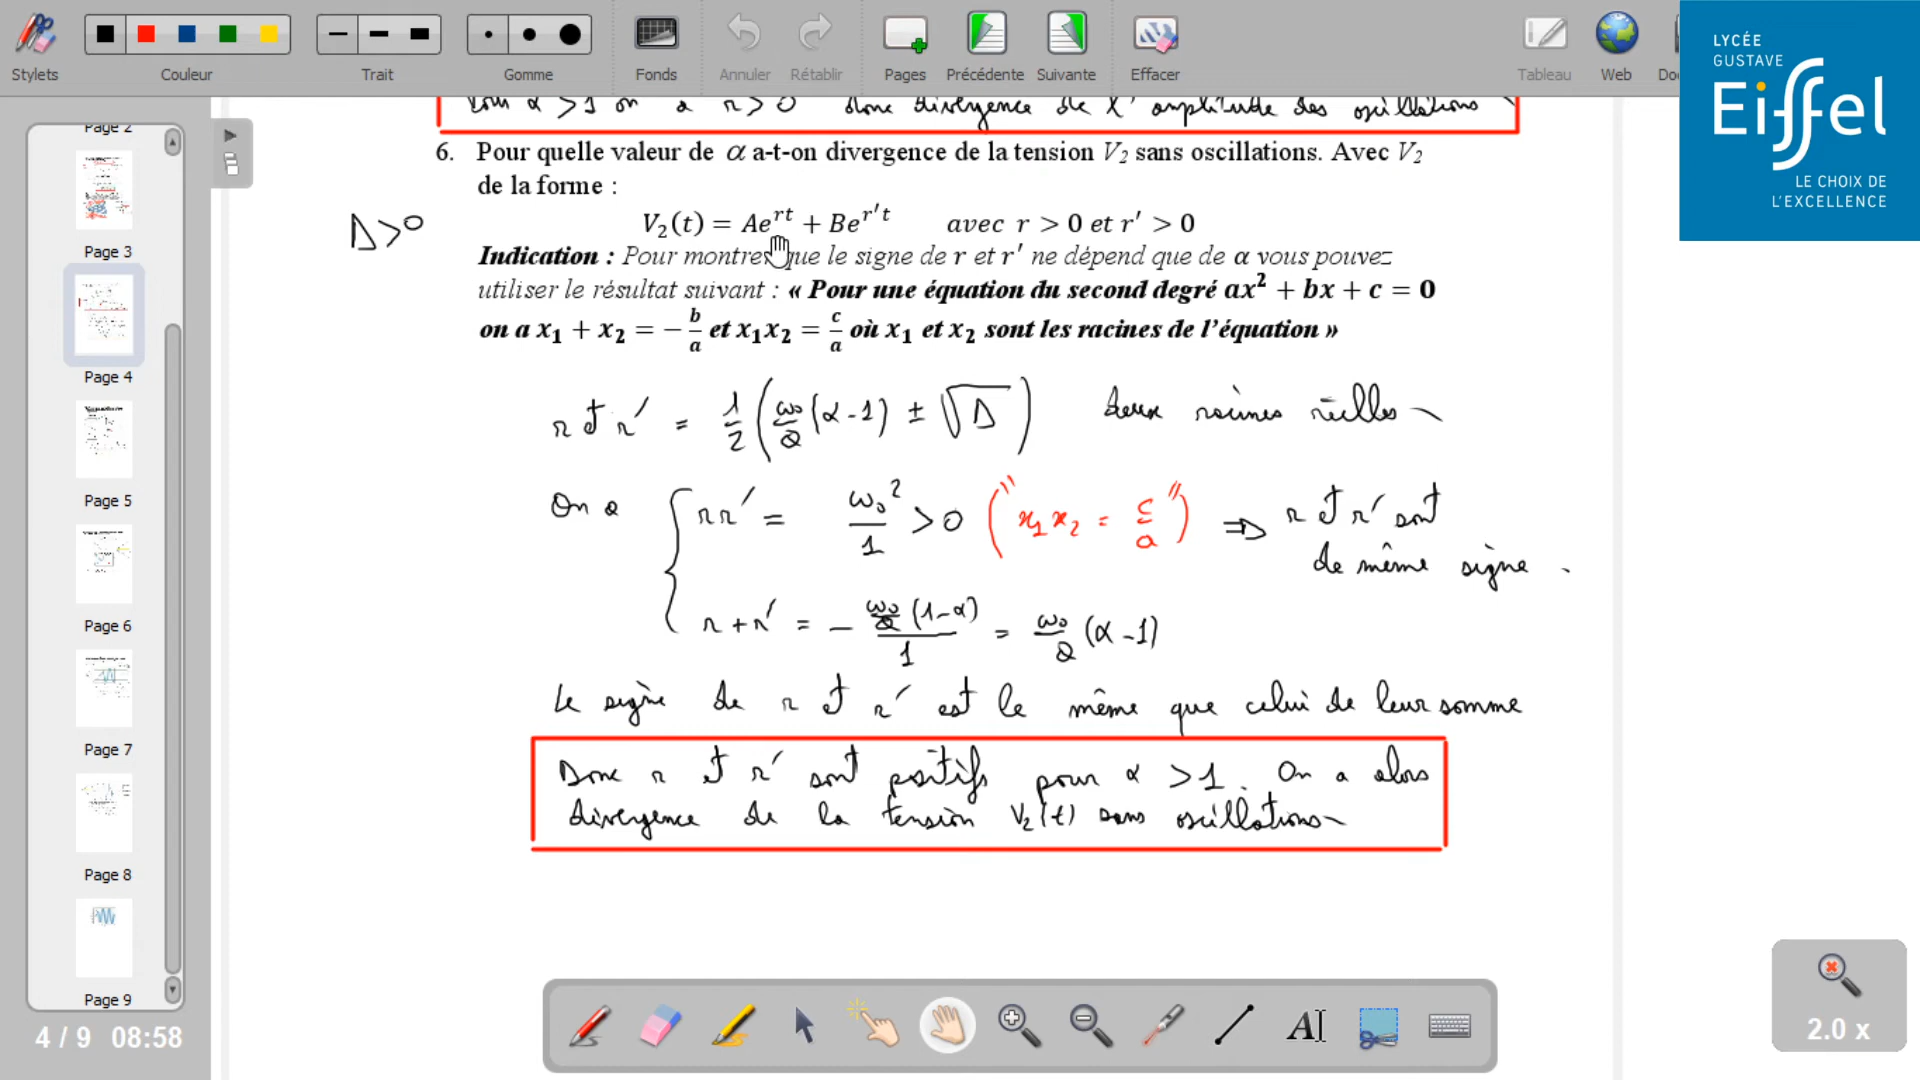 Stylets
Couleur
Trait
Gomme
Fonds
Annuler
Rétablir
Pages
Précédente
Suivante
Effacer
Tableau
Web
LYCÉE
GUSTAVE
Eiffel
LE CHOIX DE
L'EXCELLENCE
Page 2
Page 3
Page 4
Page 5
Page 6
Page 7
Page 8
Page 9
4 / 9 08:58
α > 1 on a r > 0 donc divergence de l'amplitude des oscillations
6. Pour quelle valeur de α a-t-on divergence de la tension V₂ sans oscillations. Avec V₂
de la forme :
Δ>0
V₂(t) = Ae^{rt} + Be^{r't} avec r > 0 et r' > 0
Indication : Pour montrer que le signe de r et r' ne dépend que de α vous pouvez
utiliser le résultat suivant : « Pour une équation du second degré ax² + bx + c = 0
on a x₁ + x₂ = −b/a et x₁x₂ = c/a où x₁ et x₂ sont les racines de l'équation »
r et r' = 1/2 (ω₀/Q (α-1) ± √Δ) deux racines réelles
On a { rr' = ω₀²/1 > 0 ("x₁x₂ = c/a") ⇒ r et r' sont
de même signe.
r + r' = - ω₀/Q (1-α)/1 = ω₀/Q (α-1)
Le signe de r et r' est le même que celui de leur somme
Donc r et r' sont positifs pour α > 1. On a alors
divergence de la tension V₂(t) sans oscillations
2.0 x